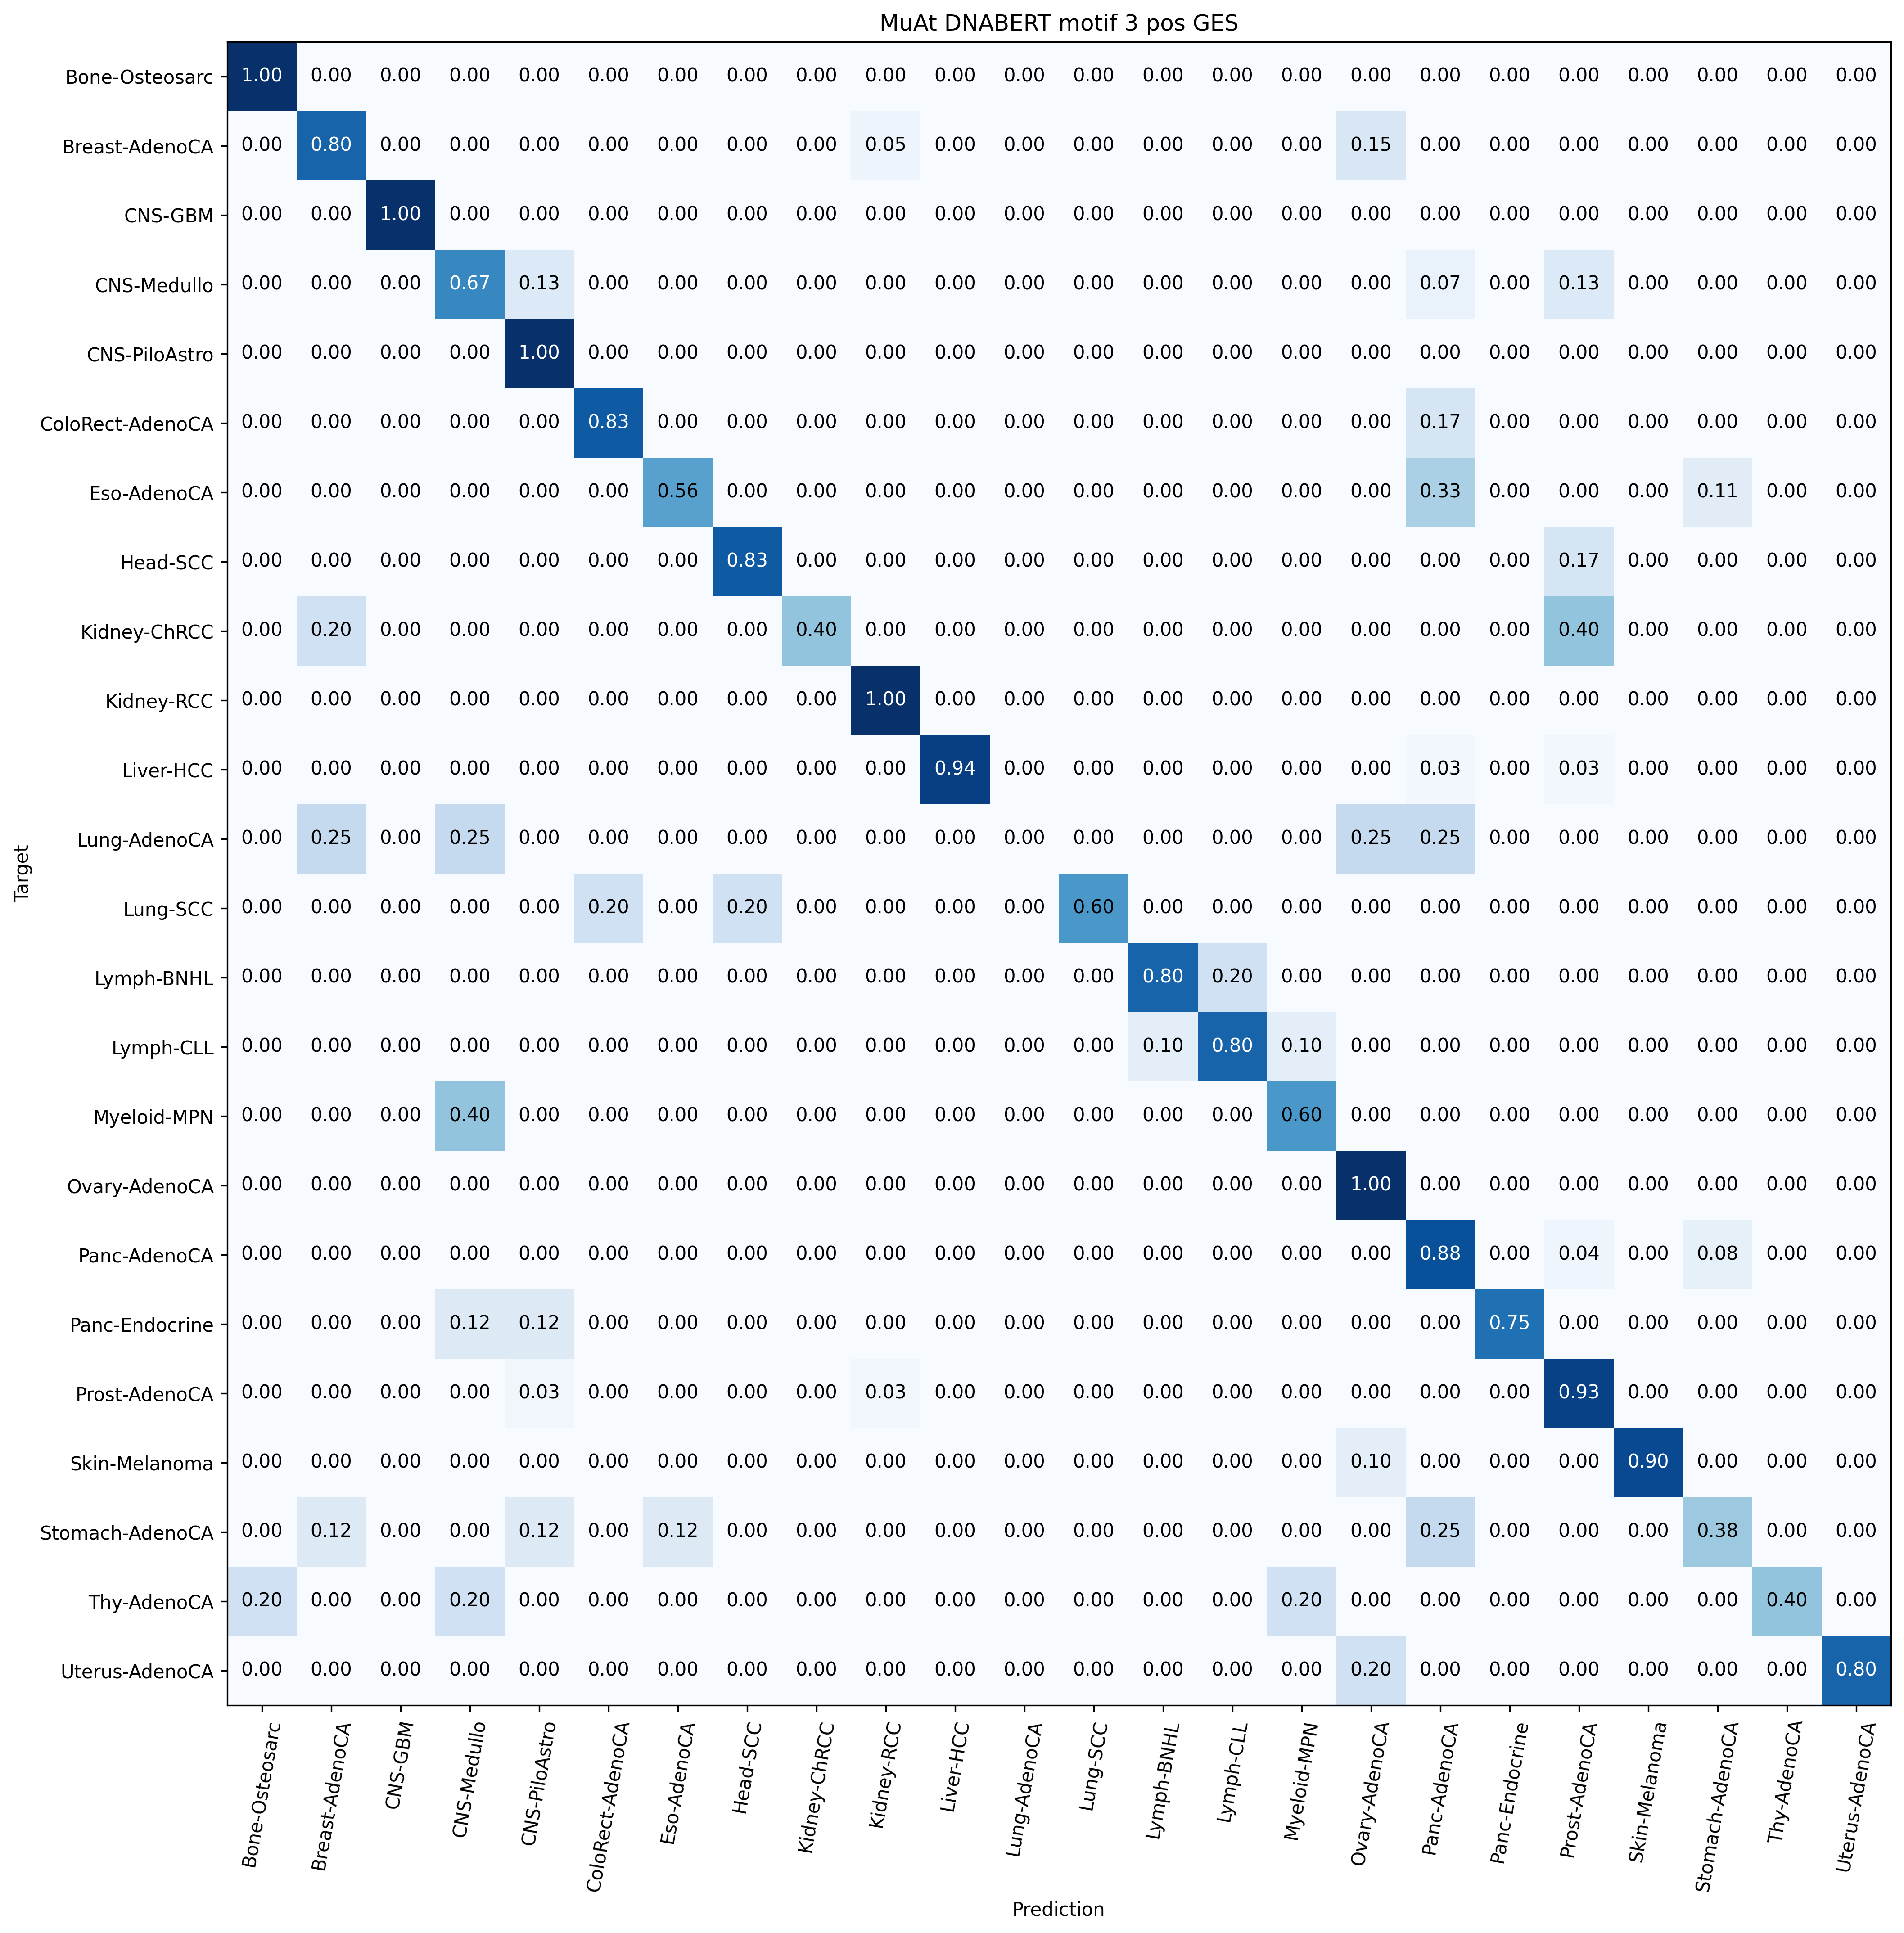 MuAt DNABERT motif 3 pos GES
Bone-Osteosarc 1.00 0.00 0.00 0.00 0.00 0.00 0.00 0.00 0.00 0.00 0.00 0.00 0.00 0.00 0.00 0.00 0.00 0.00 0.00 0.00 0.00 0.00 0.00 0.00
Breast-AdenoCA 0.00 0.80 0.00 0.00 0.00 0.00 0.00 0.00 0.00 0.05 0.00 0.00 0.00 0.00 0.00 0.00 0.15 0.00 0.00 0.00 0.00 0.00 0.00 0.00
CNS-GBM 0.00 0.00 1.00 0.00 0.00 0.00 0.00 0.00 0.00 0.00 0.00 0.00 0.00 0.00 0.00 0.00 0.00 0.00 0.00 0.00 0.00 0.00 0.00 0.00
CNS-Medullo 0.00 0.00 0.00 0.67 0.13 0.00 0.00 0.00 0.00 0.00 0.00 0.00 0.00 0.00 0.00 0.00 0.00 0.07 0.00 0.13 0.00 0.00 0.00 0.00
CNS-PiloAstro 0.00 0.00 0.00 0.00 1.00 0.00 0.00 0.00 0.00 0.00 0.00 0.00 0.00 0.00 0.00 0.00 0.00 0.00 0.00 0.00 0.00 0.00 0.00 0.00
ColoRect-AdenoCA 0.00 0.00 0.00 0.00 0.00 0.83 0.00 0.00 0.00 0.00 0.00 0.00 0.00 0.00 0.00 0.00 0.00 0.17 0.00 0.00 0.00 0.00 0.00 0.00
Eso-AdenoCA 0.00 0.00 0.00 0.00 0.00 0.00 0.56 0.00 0.00 0.00 0.00 0.00 0.00 0.00 0.00 0.00 0.00 0.33 0.00 0.00 0.00 0.11 0.00 0.00
Head-SCC 0.00 0.00 0.00 0.00 0.00 0.00 0.00 0.83 0.00 0.00 0.00 0.00 0.00 0.00 0.00 0.00 0.00 0.00 0.00 0.17 0.00 0.00 0.00 0.00
Kidney-ChRCC 0.00 0.20 0.00 0.00 0.00 0.00 0.00 0.00 0.40 0.00 0.00 0.00 0.00 0.00 0.00 0.00 0.00 0.00 0.00 0.40 0.00 0.00 0.00 0.00
Kidney-RCC 0.00 0.00 0.00 0.00 0.00 0.00 0.00 0.00 0.00 1.00 0.00 0.00 0.00 0.00 0.00 0.00 0.00 0.00 0.00 0.00 0.00 0.00 0.00 0.00
Liver-HCC 0.00 0.00 0.00 0.00 0.00 0.00 0.00 0.00 0.00 0.00 0.94 0.00 0.00 0.00 0.00 0.00 0.00 0.03 0.00 0.03 0.00 0.00 0.00 0.00
Lung-AdenoCA 0.00 0.25 0.00 0.25 0.00 0.00 0.00 0.00 0.00 0.00 0.00 0.00 0.00 0.00 0.00 0.00 0.25 0.25 0.00 0.00 0.00 0.00 0.00 0.00
Lung-SCC 0.00 0.00 0.00 0.00 0.00 0.20 0.00 0.20 0.00 0.00 0.00 0.00 0.60 0.00 0.00 0.00 0.00 0.00 0.00 0.00 0.00 0.00 0.00 0.00
Lymph-BNHL 0.00 0.00 0.00 0.00 0.00 0.00 0.00 0.00 0.00 0.00 0.00 0.00 0.00 0.80 0.20 0.00 0.00 0.00 0.00 0.00 0.00 0.00 0.00 0.00
Lymph-CLL 0.00 0.00 0.00 0.00 0.00 0.00 0.00 0.00 0.00 0.00 0.00 0.00 0.00 0.10 0.80 0.10 0.00 0.00 0.00 0.00 0.00 0.00 0.00 0.00
Myeloid-MPN 0.00 0.00 0.00 0.40 0.00 0.00 0.00 0.00 0.00 0.00 0.00 0.00 0.00 0.00 0.00 0.60 0.00 0.00 0.00 0.00 0.00 0.00 0.00 0.00
Ovary-AdenoCA 0.00 0.00 0.00 0.00 0.00 0.00 0.00 0.00 0.00 0.00 0.00 0.00 0.00 0.00 0.00 0.00 1.00 0.00 0.00 0.00 0.00 0.00 0.00 0.00
Panc-AdenoCA 0.00 0.00 0.00 0.00 0.00 0.00 0.00 0.00 0.00 0.00 0.00 0.00 0.00 0.00 0.00 0.00 0.00 0.88 0.00 0.04 0.00 0.08 0.00 0.00
Panc-Endocrine 0.00 0.00 0.00 0.12 0.12 0.00 0.00 0.00 0.00 0.00 0.00 0.00 0.00 0.00 0.00 0.00 0.00 0.00 0.75 0.00 0.00 0.00 0.00 0.00
Prost-AdenoCA 0.00 0.00 0.00 0.00 0.03 0.00 0.00 0.00 0.00 0.03 0.00 0.00 0.00 0.00 0.00 0.00 0.00 0.00 0.00 0.93 0.00 0.00 0.00 0.00
Skin-Melanoma 0.00 0.00 0.00 0.00 0.00 0.00 0.00 0.00 0.00 0.00 0.00 0.00 0.00 0.00 0.00 0.00 0.10 0.00 0.00 0.00 0.90 0.00 0.00 0.00
Stomach-AdenoCA 0.00 0.12 0.00 0.00 0.12 0.00 0.12 0.00 0.00 0.00 0.00 0.00 0.00 0.00 0.00 0.00 0.00 0.25 0.00 0.00 0.00 0.38 0.00 0.00
Thy-AdenoCA 0.20 0.00 0.00 0.20 0.00 0.00 0.00 0.00 0.00 0.00 0.00 0.00 0.00 0.00 0.00 0.20 0.00 0.00 0.00 0.00 0.00 0.00 0.40 0.00
Uterus-AdenoCA 0.00 0.00 0.00 0.00 0.00 0.00 0.00 0.00 0.00 0.00 0.00 0.00 0.00 0.00 0.00 0.00 0.20 0.00 0.00 0.00 0.00 0.00 0.00 0.80
Target
Bone-Osteosarc
Breast-AdenoCA
CNS-GBM
CNS-Medullo
CNS-PiloAstro
ColoRect-AdenoCA
Eso-AdenoCA
Head-SCC
Kidney-ChRCC
Kidney-RCC
Liver-HCC
Lung-AdenoCA
Lung-SCC
Lymph-BNHL
Lymph-CLL
Myeloid-MPN
Ovary-AdenoCA
Panc-AdenoCA
Panc-Endocrine
Prost-AdenoCA
Skin-Melanoma
Stomach-AdenoCA
Thy-AdenoCA
Uterus-AdenoCA
Prediction